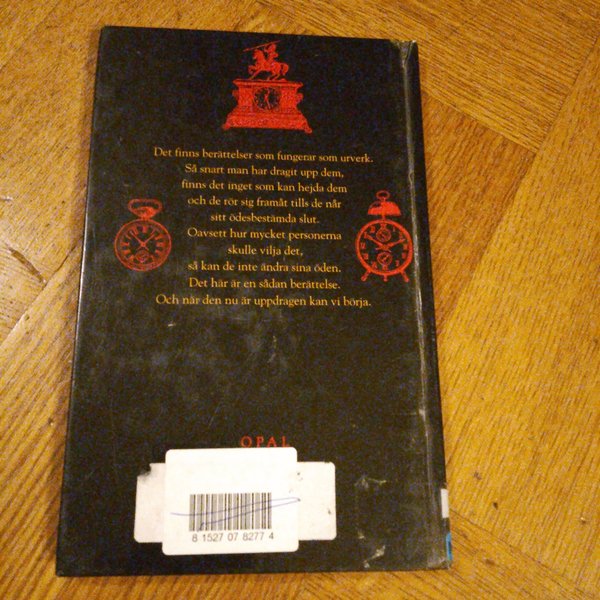 Det finns berättelser som fungerar som urverk.
Så snart man har dragit upp dem,
finns det inget som kan hejda dem
och de rör sig framåt tills de når
sitt ödesbestämda slut.
Oavsett hur mycket personerna
skulle vilja det,
så kan de inte ändra sina öden.
Det här är en sådan berättelse.
Och när den nu är uppdragen kan vi börja.
OPAL
8 1527 07 8277 4